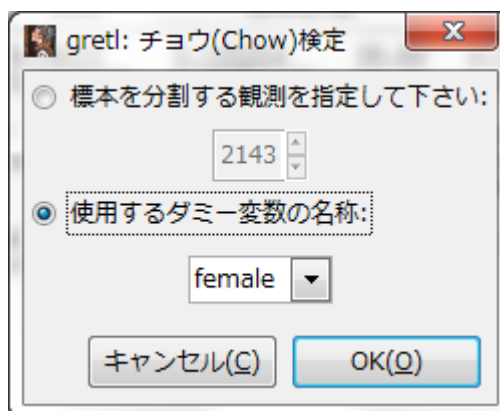 gretl: チョウ(Chow)検定
標本を分割する観測を指定して下さい:
2143
使用するダミー変数の名称:
female
キャンセル(C) OK(O)